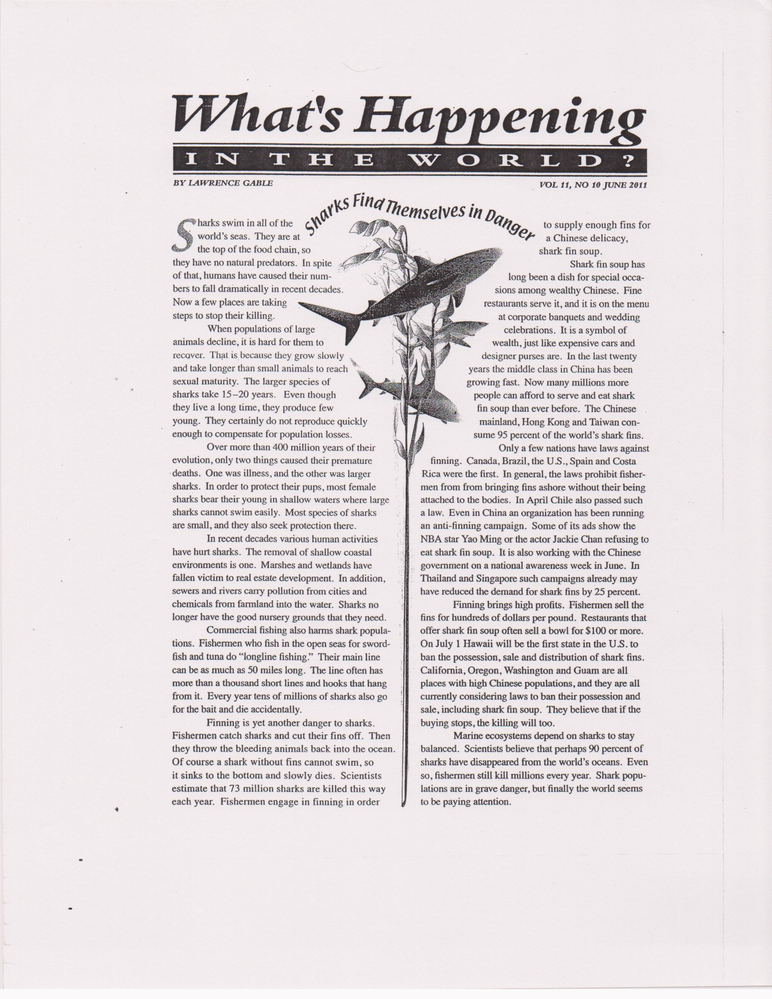 What's Happening
IN THE WORLD?
BY LAWRENCE GABLE
VOL 11, NO 10 JUNE 2011
Sharks Find Themselves in Danger
Sharks swim in all of the
world's seas. They are at
the top of the food chain, so
they have no natural predators. In spite
of that, humans have caused their num-
bers to fall dramatically in recent decades.
Now a few places are taking
steps to stop their killing.
When populations of large
animals decline, it is hard for them to
recover. That is because they grow slowly
and take longer than small animals to reach
sexual maturity. The larger species of
sharks take 15–20 years. Even though
they live a long time, they produce few
young. They certainly do not reproduce quickly
enough to compensate for population losses.
Over more than 400 million years of their
evolution, only two things caused their premature
deaths. One was illness, and the other was larger
sharks. In order to protect their pups, most female
sharks bear their young in shallow waters where large
sharks cannot swim easily. Most species of sharks
are small, and they also seek protection there.
In recent decades various human activities
have hurt sharks. The removal of shallow coastal
environments is one. Marshes and wetlands have
fallen victim to real estate development. In addition,
sewers and rivers carry pollution from cities and
chemicals from farmland into the water. Sharks no
longer have the good nursery grounds that they need.
Commercial fishing also harms shark popula-
tions. Fishermen who fish in the open seas for sword-
fish and tuna do “longline fishing.” Their main line
can be as much as 50 miles long. The line often has
more than a thousand short lines and hooks that hang
from it. Every year tens of millions of sharks also go
for the bait and die accidentally.
Finning is yet another danger to sharks.
Fishermen catch sharks and cut their fins off. Then
they throw the bleeding animals back into the ocean.
Of course a shark without fins cannot swim, so
it sinks to the bottom and slowly dies. Scientists
estimate that 73 million sharks are killed this way
each year. Fishermen engage in finning in order
to supply enough fins for
a Chinese delicacy,
shark fin soup.
Shark fin soup has
long been a dish for special occa-
sions among wealthy Chinese. Fine
restaurants serve it, and it is on the menu
at corporate banquets and wedding
celebrations. It is a symbol of
wealth, just like expensive cars and
designer purses are. In the last twenty
years the middle class in China has been
growing fast. Now many millions more
people can afford to serve and eat shark
fin soup than ever before. The Chinese
mainland, Hong Kong and Taiwan con-
sume 95 percent of the world's shark fins.
Only a few nations have laws against
finning. Canada, Brazil, the U.S., Spain and Costa
Rica were the first. In general, the laws prohibit fisher-
men from from bringing fins ashore without their being
attached to the bodies. In April Chile also passed such
a law. Even in China an organization has been running
an anti-finning campaign. Some of its ads show the
NBA star Yao Ming or the actor Jackie Chan refusing to
eat shark fin soup. It is also working with the Chinese
government on a national awareness week in June. In
Thailand and Singapore such campaigns already may
have reduced the demand for shark fins by 25 percent.
Finning brings high profits. Fishermen sell the
fins for hundreds of dollars per pound. Restaurants that
offer shark fin soup often sell a bowl for $100 or more.
On July 1 Hawaii will be the first state in the U.S. to
ban the possession, sale and distribution of shark fins.
California, Oregon, Washington and Guam are all
places with high Chinese populations, and they are all
currently considering laws to ban their possession and
sale, including shark fin soup. They believe that if the
buying stops, the killing will too.
Marine ecosystems depend on sharks to stay
balanced. Scientists believe that perhaps 90 percent of
sharks have disappeared from the world's oceans. Even
so, fishermen still kill millions every year. Shark popu-
lations are in grave danger, but finally the world seems
to be paying attention.